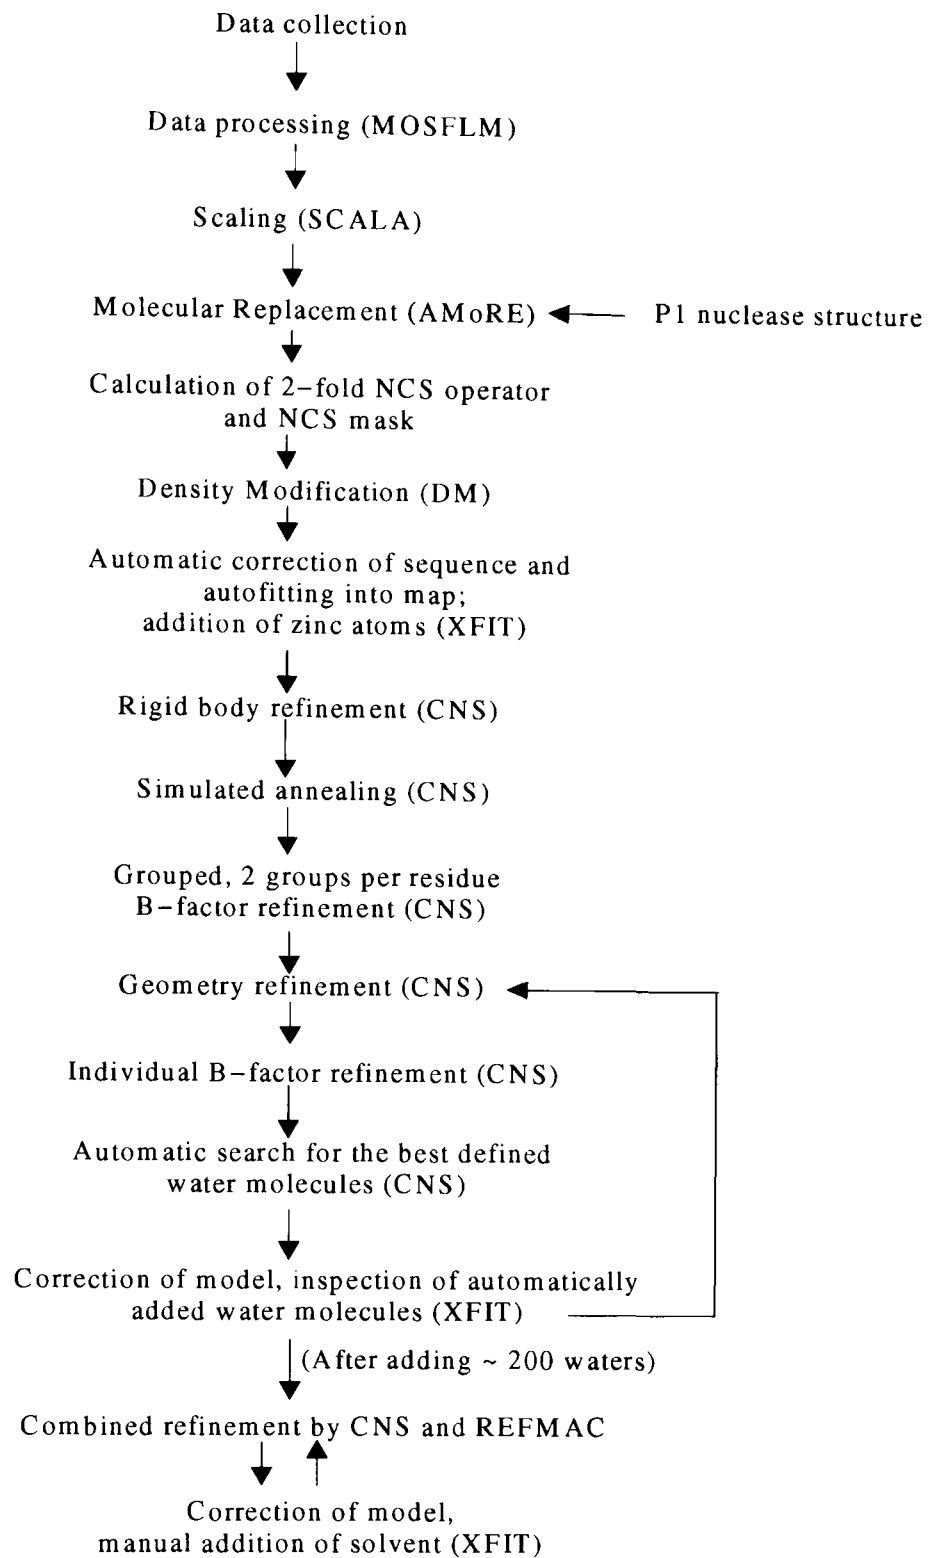 Data collection
Data processing (MOSFLM)
Scaling (SCALA)
Molecular Replacement (AMoRE)
P1 nuclease structure
Calculation of 2-fold NCS operator
and NCS mask
Density Modification (DM)
Automatic correction of sequence and
autofitting into map;
addition of zinc atoms (XFIT)
Rigid body refinement (CNS)
Simulated annealing (CNS)
Grouped, 2 groups per residue
B-factor refinement (CNS)
Geometry refinement (CNS)
Individual B-factor refinement (CNS)
Automatic search for the best defined
water molecules (CNS)
Correction of model, inspection of automatically
added water molecules (XFIT)
(After adding ~ 200 waters)
Combined refinement by CNS and REFMAC
Correction of model,
manual addition of solvent (XFIT)